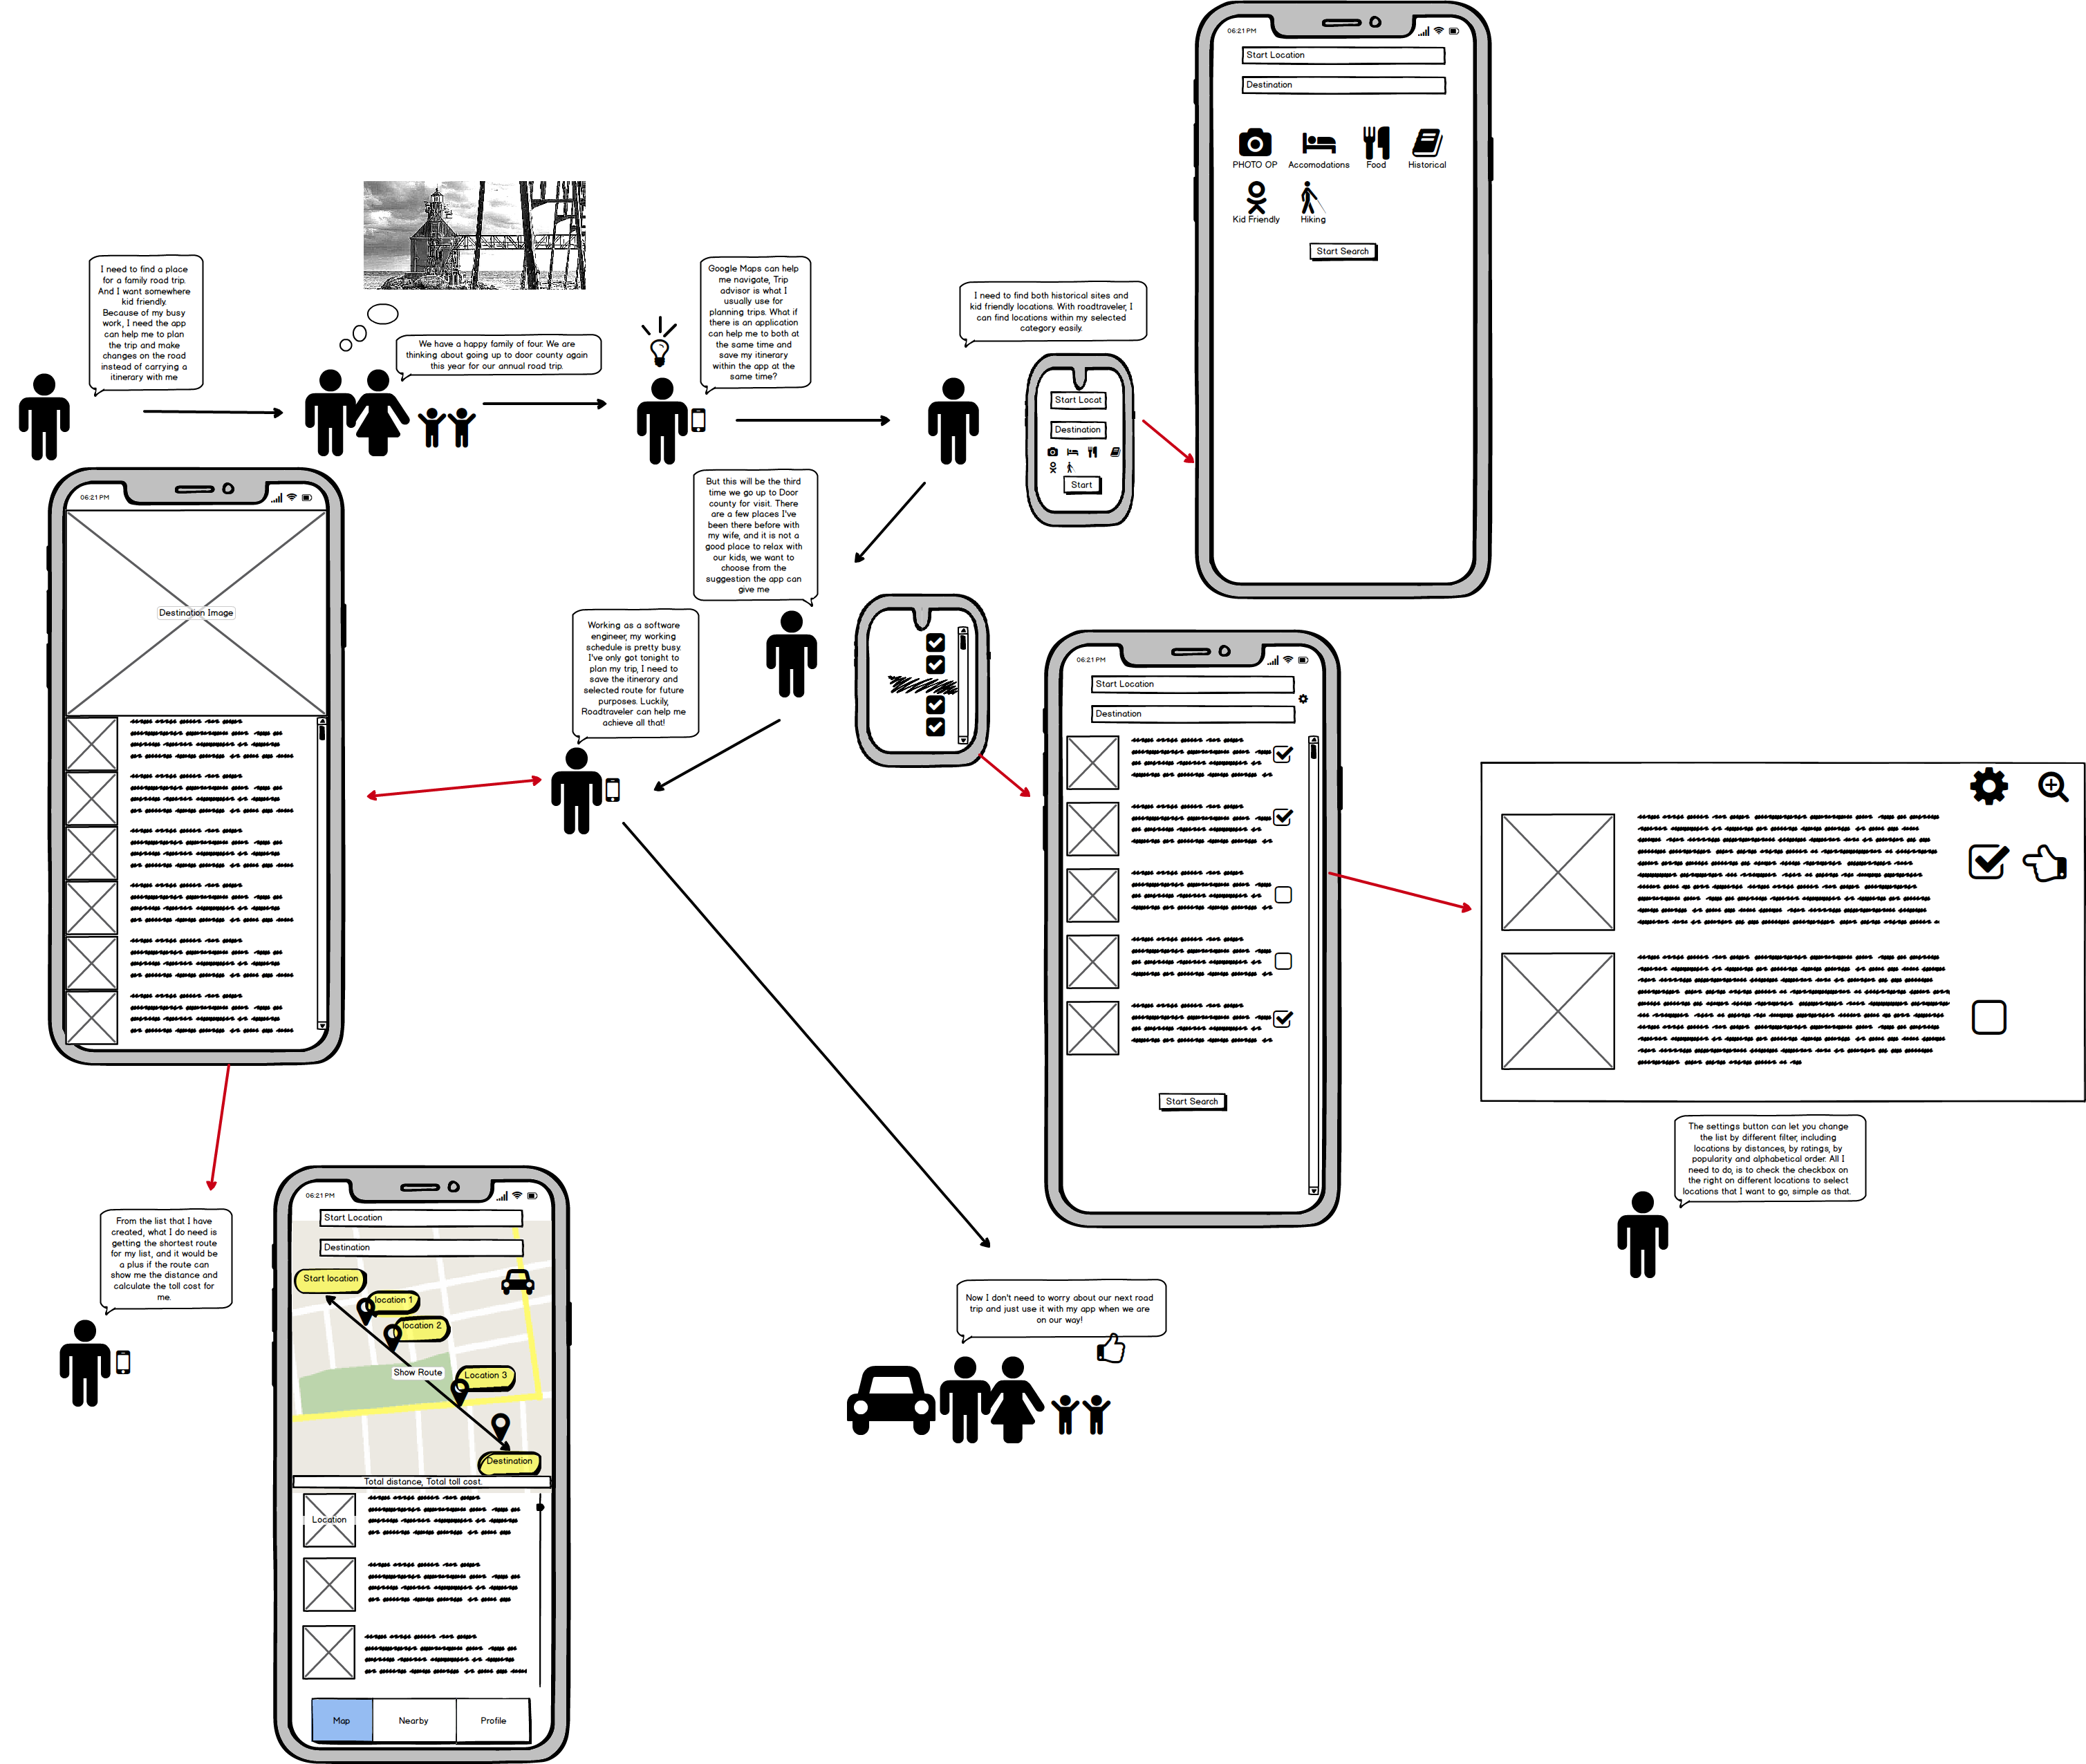 06:21 PM
Start Location
Destination
PHOTO OP
Accomodations
Food
Historical
Kid Friendly
Hiking
Start Search
I need to find a place
for a family road trip.
And I want somewhere
kid friendly.
Because of my busy
work, I need the app
can help me to plan
the trip and make
changes on the road
instead of carrying a
itinerary with me
We have a happy family of four. We are
thinking about going up to door county again
this year for our annual road trip.
Google Maps can help
me navigate, Trip
advisor is what I
usually use for
planning trips. What if
there is an application
can help me to both at
the same time and
save my itinerary
within the app at the
same time?
I need to find both historical sites and
kid friendly locations. With roadtraveler, I
can find locations within my selected
category easily.
Start Locat
Destination
Start
But this will be the third
time we go up to Door
county for visit. There
are a few places I've
been there before with
my wife, and it is not a
good place to relax with
our kids, we want to
choose from the
suggestion the app can
give me
06:21 PM
Destination Image
Working as a software
engineer, my working
schedule is pretty busy.
I've only got tonight to
plan my trip, I need to
save the itinerary and
selected route for future
purposes. Luckily,
Roadtraveler can help me
achieve all that!
06:21 PM
Start Location
Destination
Start Search
The settings button can let you change
the list by different filter, including
locations by distances, by ratings, by
popularity and alphabetical order. All I
need to do, is to check the checkbox on
the right on different locations to select
locations that I want to go, simple as that.
From the list that I have
created, what I do need is
getting the shortest route
for my list, and it would be
a plus if the route can
show me the distance and
calculate the toll cost for
me.
06:21 PM
Start Location
Destination
Start location
location 1
location 2
Show Route
Location 3
Destination
Total distance, Total toll cost.
Location
Map
Nearby
Profile
Now I don't need to worry about our next road
trip and just use it with my app when we are
on our way!